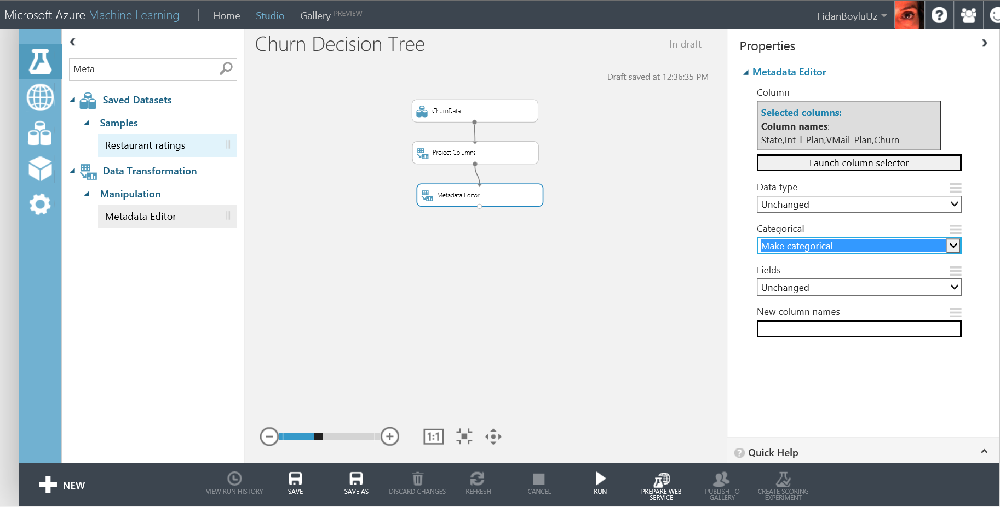 Microsoft Azure Machine Learning
Home
Studio
Gallery PREVIEW
FidanBoyluUz
Meta
Saved Datasets
Samples
Restaurant ratings
Data Transformation
Manipulation
Metadata Editor
Churn Decision Tree
In draft
Draft saved at 12:36:35 PM
ChurnData
Project Columns
Metadata Editor
1:1
Properties
Metadata Editor
Column
Selected columns:
Column names:
State,Int_l_Plan,VMail_Plan,Churn_
Launch column selector
Data type
Unchanged
Categorical
Make categorical
Fields
Unchanged
New column names
? Quick Help
NEW
VIEW RUN HISTORY
SAVE
SAVE AS
DISCARD CHANGES
REFRESH
CANCEL
RUN
PREPARE WEB
SERVICE
PUBLISH TO
GALLERY
CREATE SCORING
EXPERIMENT